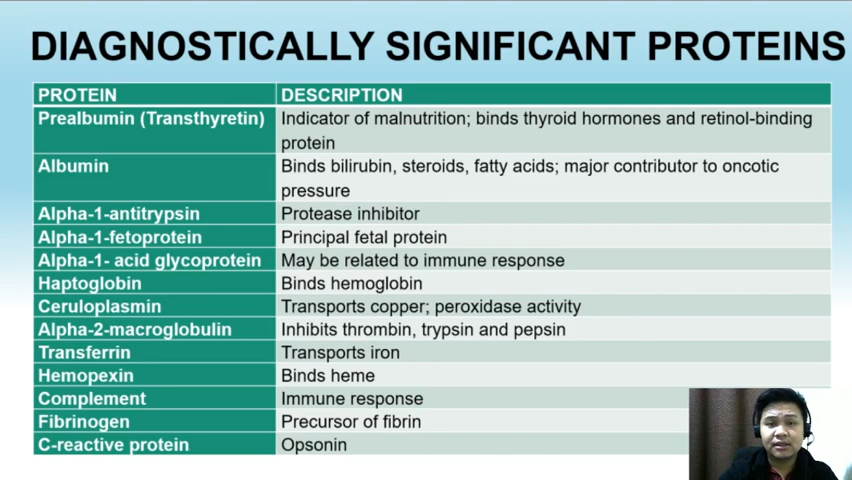 DIAGNOSTICALLY SIGNIFICANT PROTEINS
PROTEIN DESCRIPTION
Prealbumin (Transthyretin) Indicator of malnutrition; binds thyroid hormones and retinol-binding
protein
Albumin Binds bilirubin, steroids, fatty acids; major contributor to oncotic
pressure
Alpha-1-antitrypsin Protease inhibitor
Alpha-1-fetoprotein Principal fetal protein
Alpha-1- acid glycoprotein May be related to immune response
Haptoglobin Binds hemoglobin
Ceruloplasmin Transports copper; peroxidase activity
Alpha-2-macroglobulin Inhibits thrombin, trypsin and pepsin
Transferrin Transports iron
Hemopexin Binds heme
Complement Immune response
Fibrinogen Precursor of fibrin
C-reactive protein Opsonin